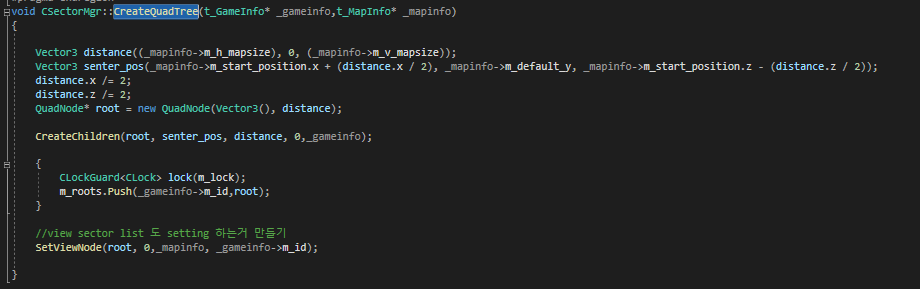 void CSectorMgr::CreateQuadTree(t_GameInfo* _gameinfo,t_MapInfo* _mapinfo)
{
Vector3 distance((_mapinfo->m_h_mapsize), 0, (_mapinfo->m_v_mapsize));
Vector3 senter_pos(_mapinfo->m_start_position.x + (distance.x / 2), _mapinfo->m_default_y, _mapinfo->m_start_position.z - (distance.z / 2));
distance.x /= 2;
distance.z /= 2;
QuadNode* root = new QuadNode(Vector3(), distance);
CreateChildren(root, senter_pos, distance, 0,_gameinfo);
{
CLockGuard<CLock> lock(m_lock);
m_roots.Push(_gameinfo->m_id,root);
}
//view sector list 도 setting 하는거 만들기
SetViewNode(root, 0,_mapinfo, _gameinfo->m_id);
}